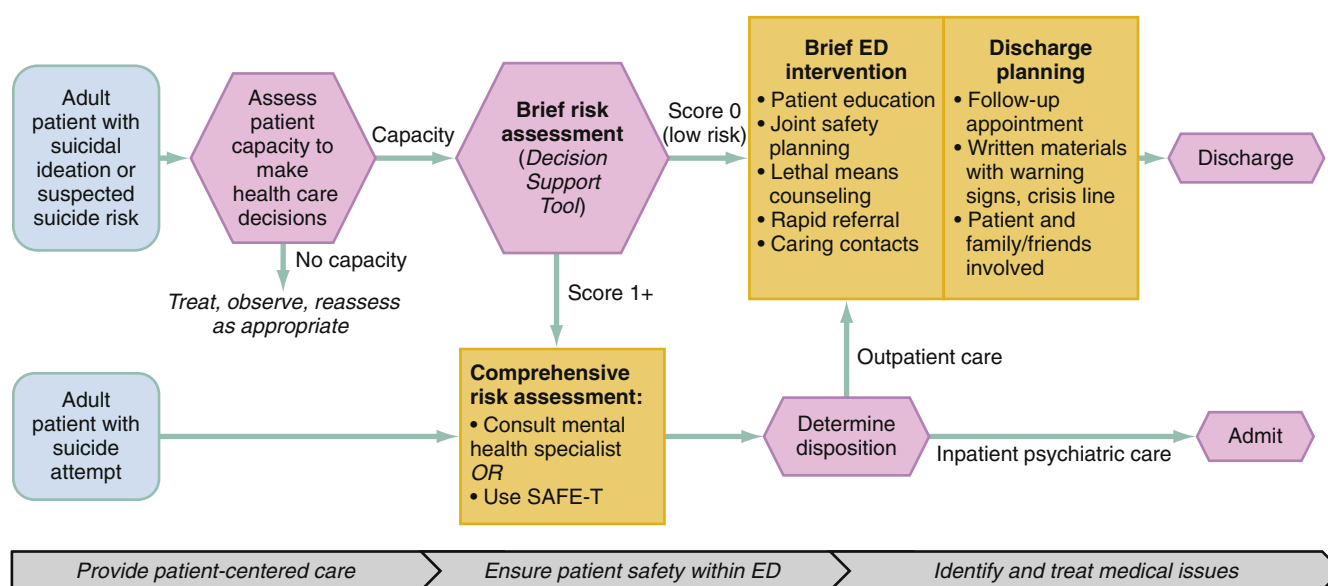 Adult
patient with
suicidal
ideation or
suspected
suicide risk
Assess
patient
capacity to
make
health care
decisions
Capacity
No capacity
Treat, observe, reassess
as appropriate
Brief risk
assessment
(Decision
Support
Tool)
Score 0
(low risk)
Score 1+
Brief ED
intervention
• Patient education
• Joint safety
planning
• Lethal means
counseling
• Rapid referral
• Caring contacts
Discharge
planning
• Follow-up
appointment
• Written materials
with warning
signs, crisis line
• Patient and
family/friends
involved
Discharge
Adult
patient with
suicide
attempt
Comprehensive
risk assessment:
• Consult mental
health specialist
OR
• Use SAFE-T
Determine
disposition
Outpatient care
Inpatient psychiatric care
Admit
Provide patient-centered care
Ensure patient safety within ED
Identify and treat medical issues